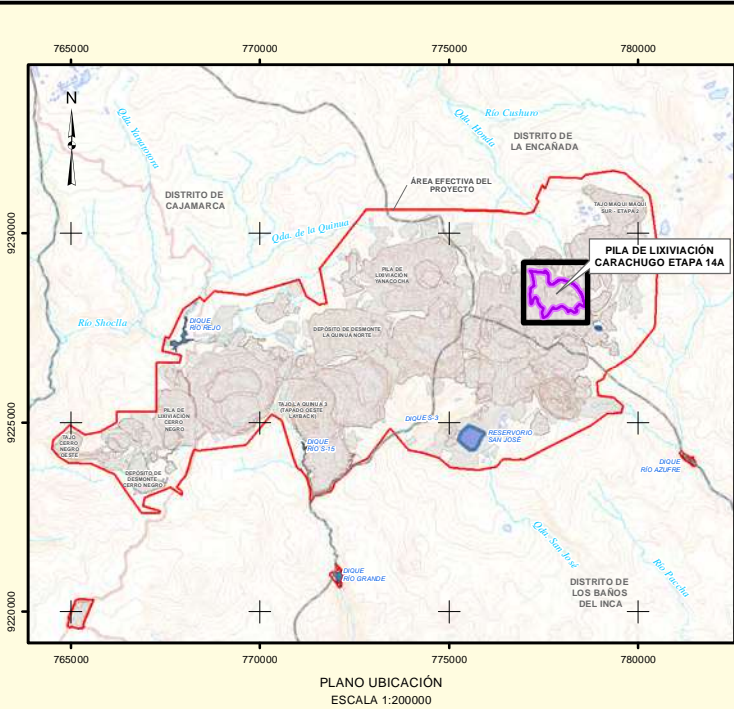 765000
770000
775000
780000
N
Qda. Yanatotora
Qda. Honda
Río Cushuro
DISTRITO DE
LA ENCAÑADA
DISTRITO DE
CAJAMARCA
ÁREA EFECTIVA DEL
PROYECTO
TAJO MAQUI MAQUI
SUR - ETAPA 2
9230000
Qda. de la Quinua
PILA DE LIXIVIACIÓN
CARACHUGO ETAPA 14A
PILA DE
LIXIVIACIÓN
YANACOCHA
Río Shoclla
DIQUE
RÍO REJO
DEPÓSITO DE DESMONTE
LA QUINUA NORTE
9225000
TAJO
CERRO
NEGRO
OESTE
PILA DE
LIXIVIACIÓN
CERRO
NEGRO
TAJO LA QUINUA 2
(TAPADO OESTE
LAYBACK)
DIQUE S-3
RESERVORIO
SAN JOSÉ
DIQUE
RÍO S-15
DEPÓSITO DE
DESMONTE
CERRO NEGRO
DIQUE
RÍO AZUFRE
Qda. San José
Río Paccha
DIQUE
RÍO GRANDE
DISTRITO DE
LOS BAÑOS
DEL INCA
9220000
765000
770000
775000
780000
PLANO UBICACIÓN
ESCALA 1:200000